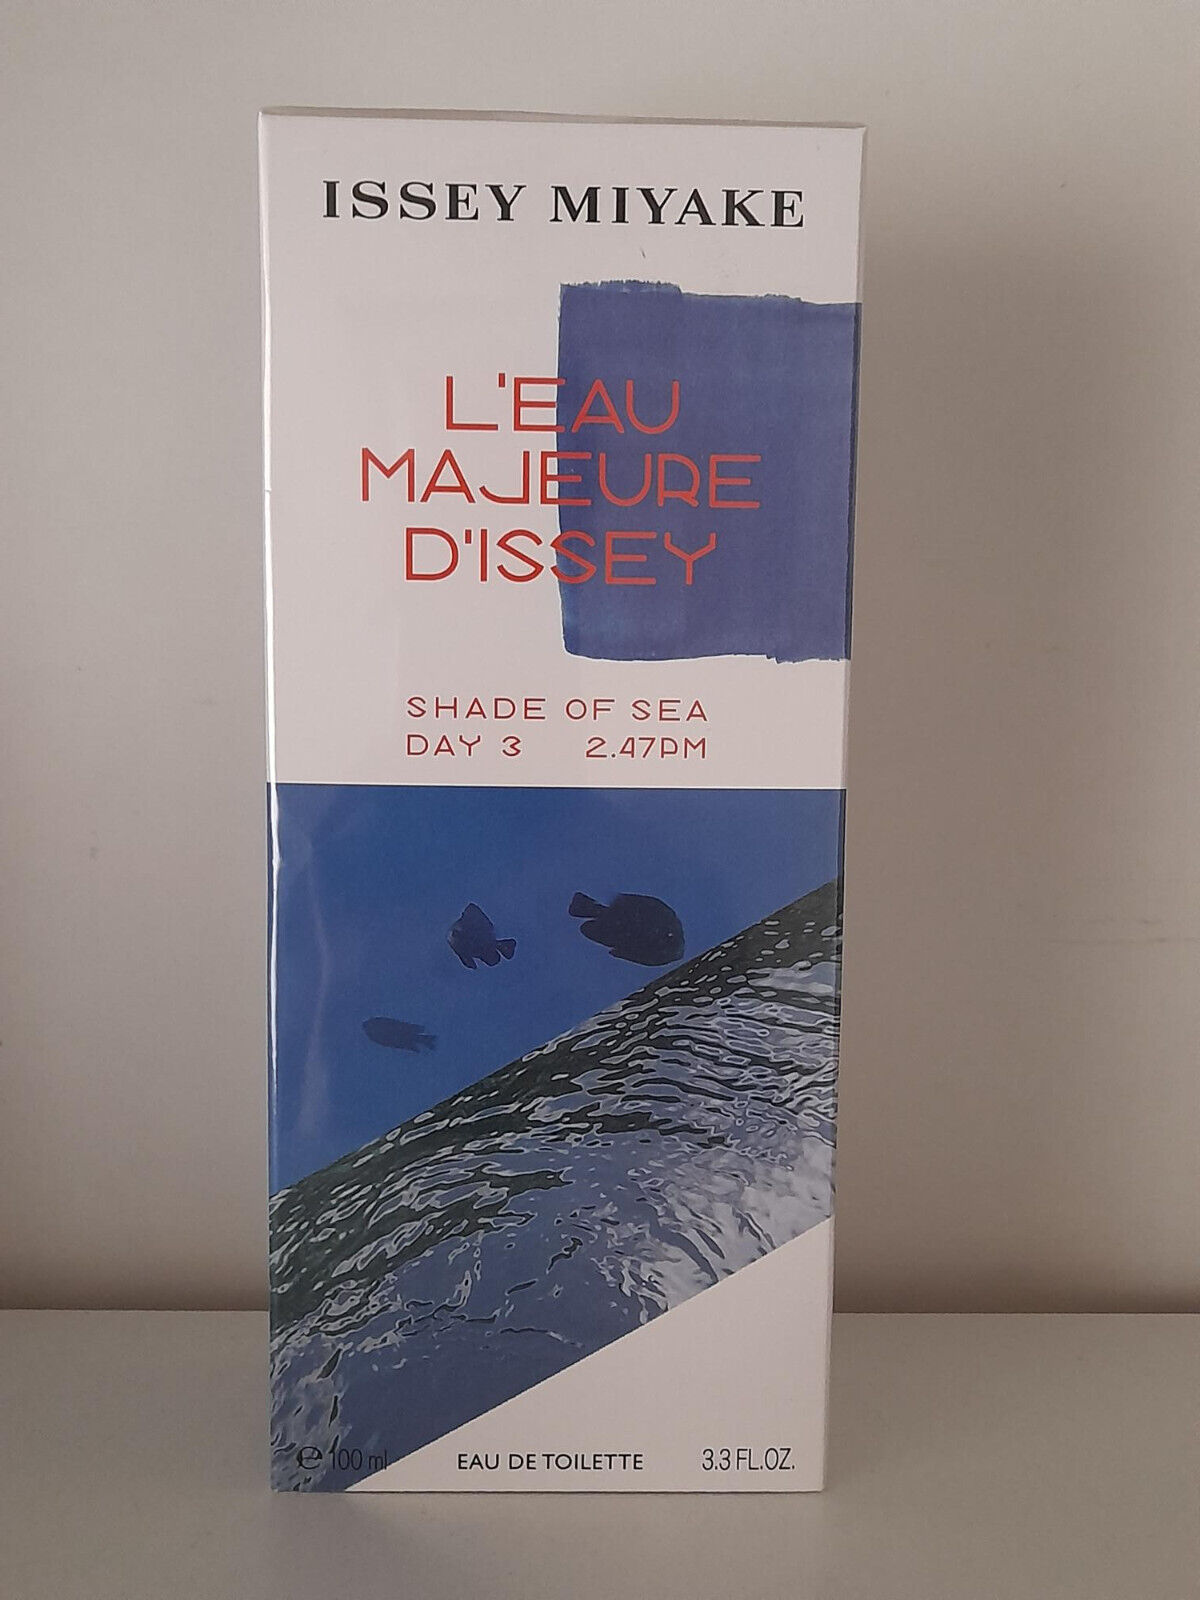 ISSEY MIYAKE
L'EAU
MAJEURE
D'ISSEY
SHADE OF SEA
DAY 3 2.47PM
℮ 100 ml EAU DE TOILETTE 3.3 FL.OZ.